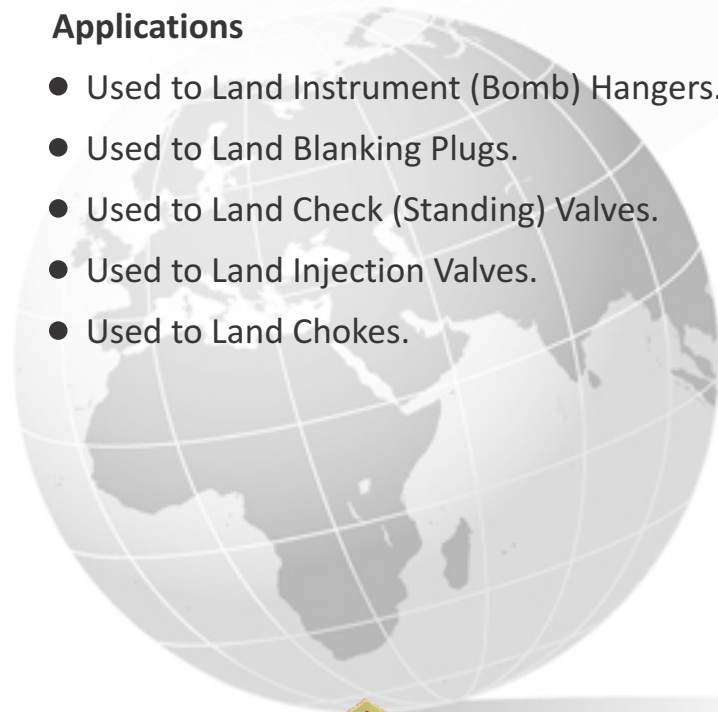 Applications
● Used to Land Instrument (Bomb) Hangers.
● Used to Land Blanking Plugs.
● Used to Land Check (Standing) Valves.
● Used to Land Injection Valves.
● Used to Land Chokes.